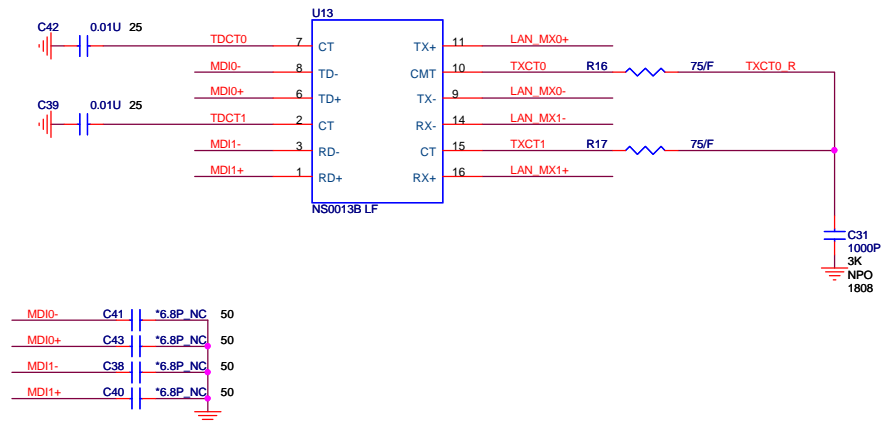 U13
C42 0.01U 25 TDCT0 7 CT TX+ 11 LAN_MX0+
MDI0- 8 TD- CMT 10 TXCT0 R16 75/F TXCT0_R
MDI0+ 6 TD+ TX- 9 LAN_MX0-
C39 0.01U 25 TDCT1 2 CT RX- 14 LAN_MX1-
MDI1- 3 RD- CT 15 TXCT1 R17 75/F
MDI1+ 1 RD+ RX+ 16 LAN_MX1+
NS0013B LF
C31
1000P
3K
NPO
1808
MDI0- C41 *6.8P_NC 50
MDI0+ C43 *6.8P_NC 50
MDI1- C38 *6.8P_NC 50
MDI1+ C40 *6.8P_NC 50